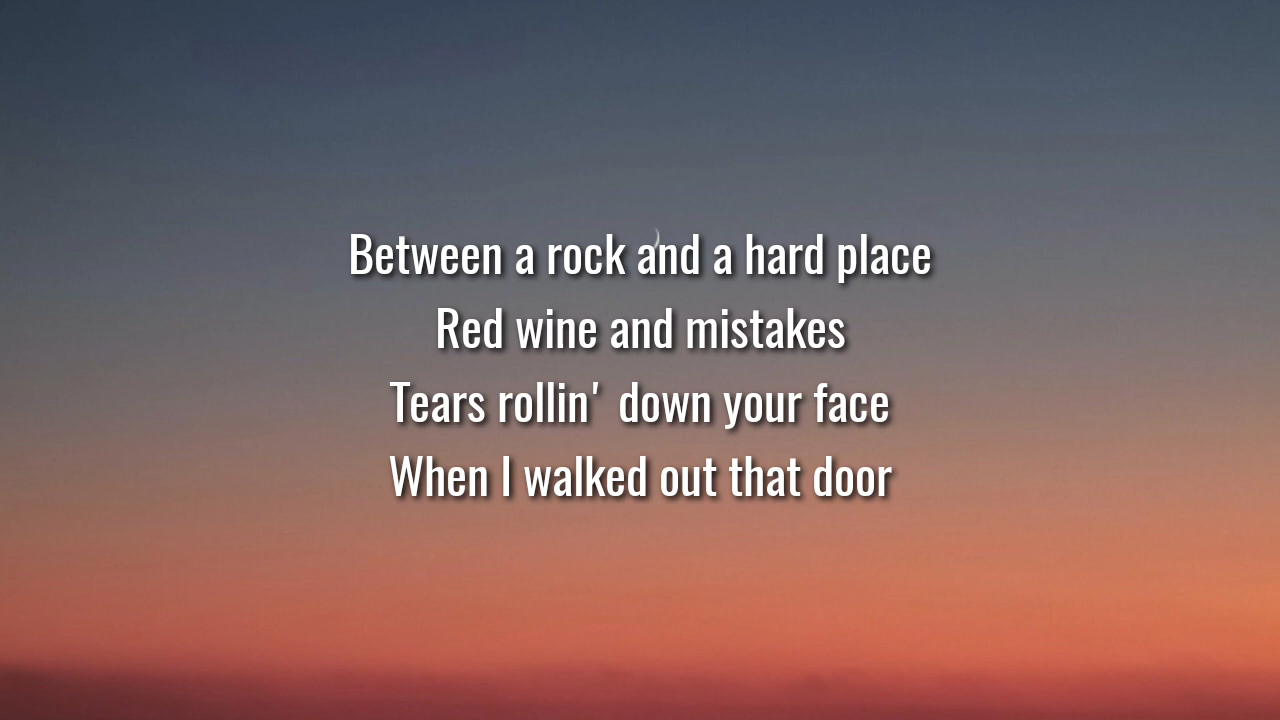 Between a rock and a hard place
Red wine and mistakes
Tears rollin' down your face
When I walked out that door